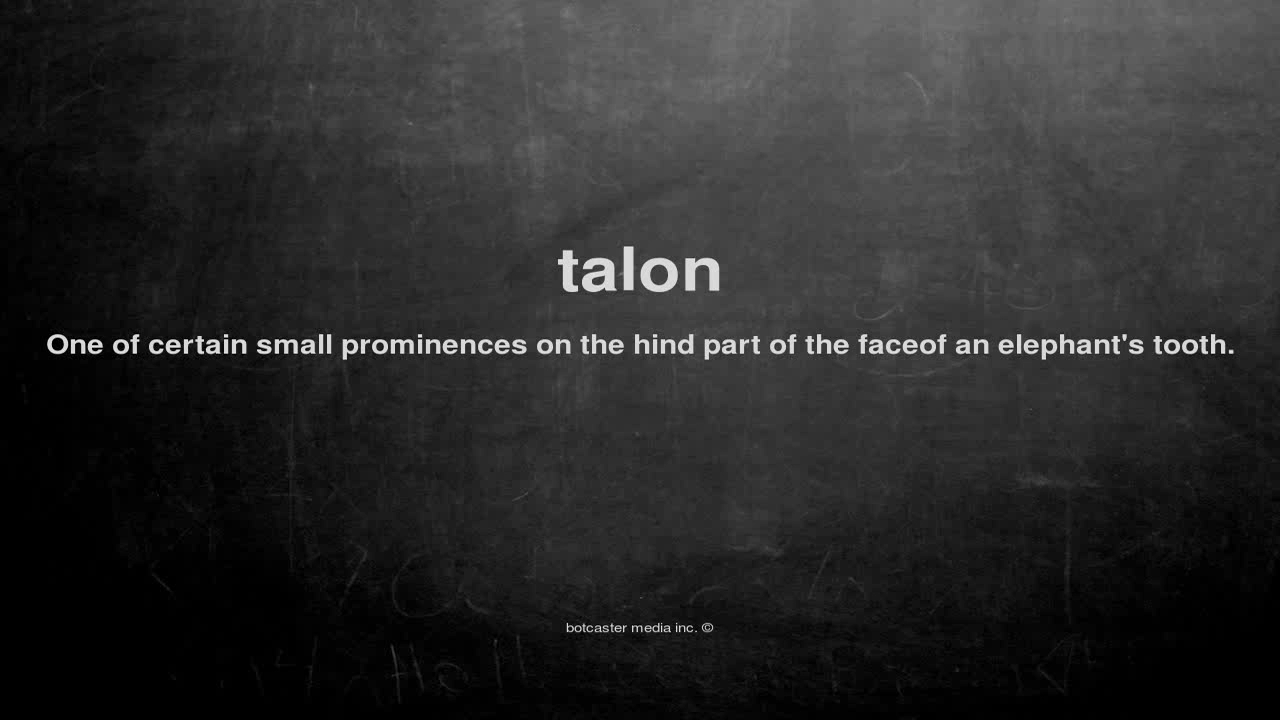 talon
One of certain small prominences on the hind part of the faceof an elephant's tooth.
botcaster media inc. ©